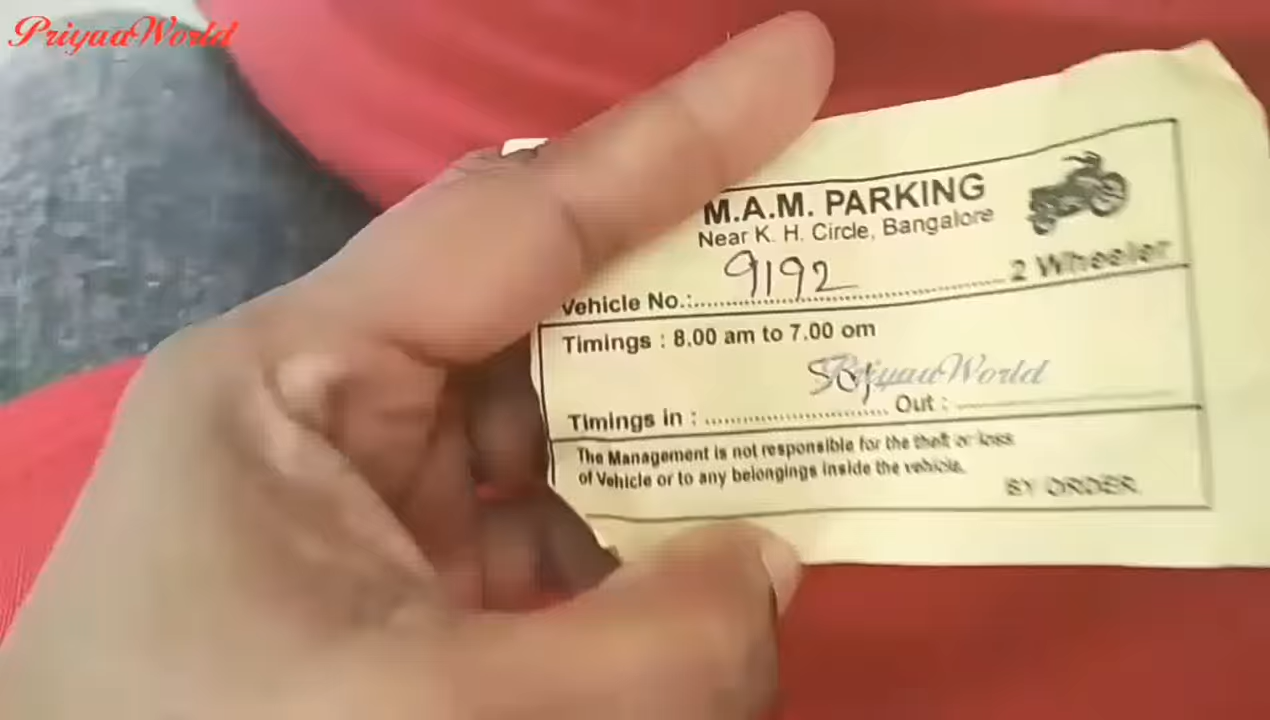 PriyaaWorld
M.A.M. PARKING
Near K. H. Circle, Bangalore
9192
Vehicle No.:........................ 2 Wheeler
Timings : 8.00 am to 7.00 om
PriyaaWorld
Timings in : ........................ Out : ........................
The Management is not responsible for the theft or loss
of Vehicle or to any belongings inside the vehicle.
BY ORDER